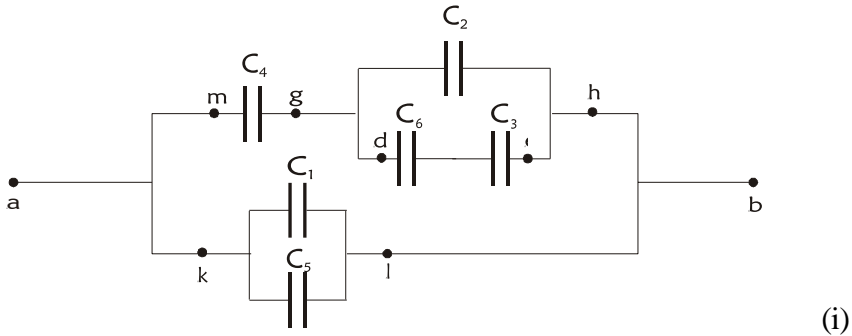 C₂
C₄
m g h
C₆ C₃
d
C₁
a b
k C₅ l
(i)